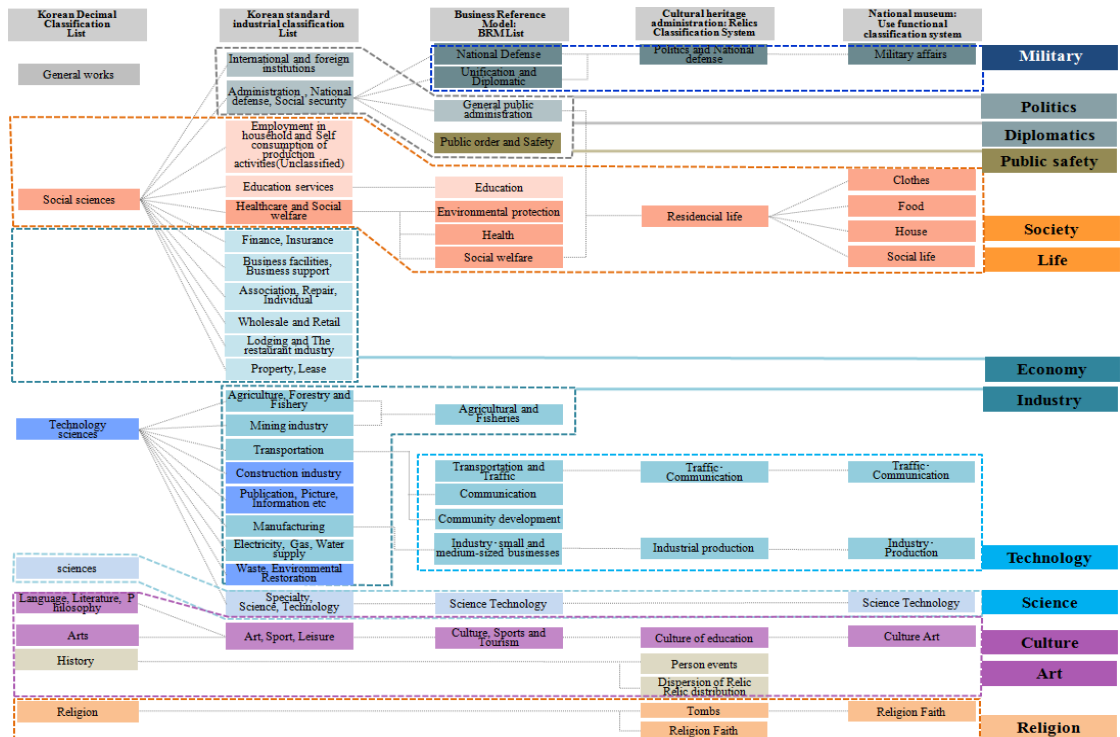 Korean Decimal
Classification
List
Korean standard
industrial classification
List
Business Reference
Model:
BRM List
Cultural heritage
administration: Relics
Classification System
National museum:
Use functional
classification system
General works
Social sciences
Technology
sciences
sciences
Language, Literature, P
hilosophy
Arts
History
Religion
International and foreign
institutions
Administration , National
defense, Social security
Employment in
household and Self
consumption of
production
activities(Unclassified)
Education services
Healthcare and Social
welfare
Finance, Insurance
Business facilities,
Business support
Association, Repair,
Individual
Wholesale and Retail
Lodging and The
restaurant industry
Property, Lease
Agriculture, Forestry and
Fishery
Mining industry
Transportation
Construction industry
Publication, Picture,
Information etc
Manufacturing
Electricity, Gas, Water
supply
Waste, Environmental
Restoration
Specialty,
Science, Technology
Art, Sport, Leisure
National Defense
Unification and
Diplomatic
General public
administration
Public order and Safety
Education
Environmental protection
Health
Social welfare
Agricultural and
Fisheries
Transportation and
Traffic
Communication
Community development
Industry·small and
medium-sized businesses
Science Technology
Culture, Sports and
Tourism
Politics and National
defense
Residencial life
Traffic·
Communication
Industrial production
Culture of education
Person events
Dispersion of Relic
Relic distribution
Tombs
Religion Faith
Military affairs
Clothes
Food
House
Social life
Traffic·
Communication
Industry·
Production
Science Technology
Culture Art
Religion Faith
Military
Politics
Diplomatics
Public safety
Society
Life
Economy
Industry
Technology
Science
Culture
Art
Religion